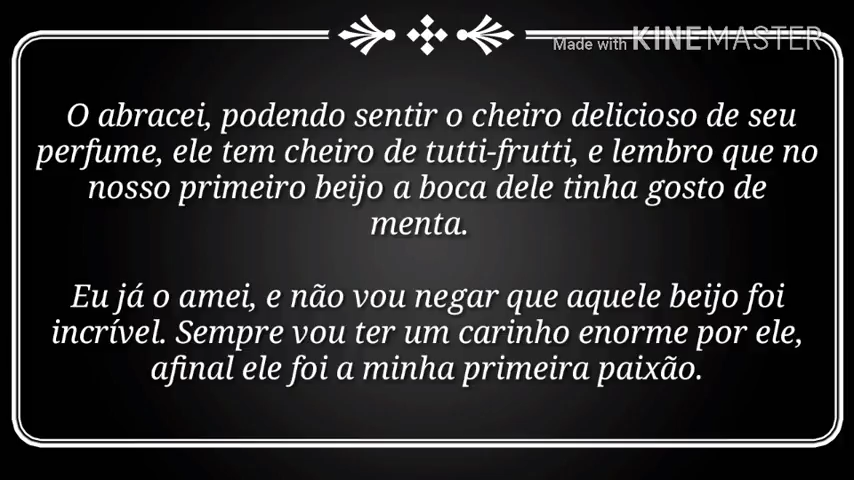 Made with KINEMASTER
O abracei, podendo sentir o cheiro delicioso de seu
perfume, ele tem cheiro de tutti-frutti, e lembro que no
nosso primeiro beijo a boca dele tinha gosto de
menta.
Eu já o amei, e não vou negar que aquele beijo foi
incrível. Sempre vou ter um carinho enorme por ele,
afinal ele foi a minha primeira paixão.